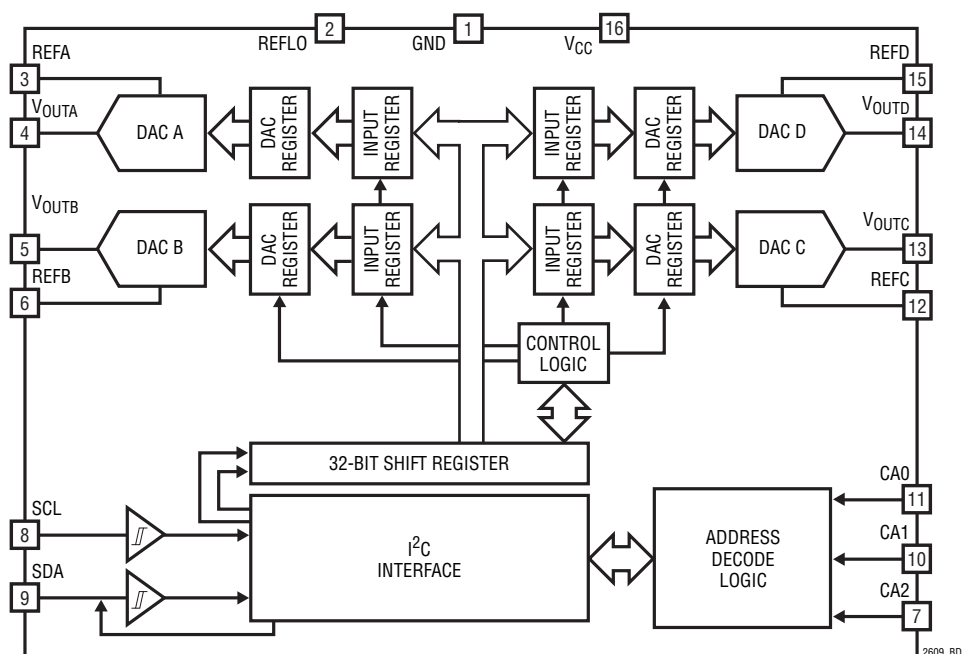 2
1
16
REFLO
GND
VCC
REFA
REFD
3
15
VOUTA
VOUTD
4
DAC A
DAC
REGISTER
INPUT
REGISTER
INPUT
REGISTER
DAC
REGISTER
DAC D
14
VOUTB
VOUTC
5
DAC B
DAC
REGISTER
INPUT
REGISTER
INPUT
REGISTER
DAC
REGISTER
DAC C
13
REFB
REFC
6
12
CONTROL
LOGIC
32-BIT SHIFT REGISTER
SCL
8
I2C
INTERFACE
SDA
9
ADDRESS
DECODE
LOGIC
CA0
11
CA1
10
CA2
7
2609 BD